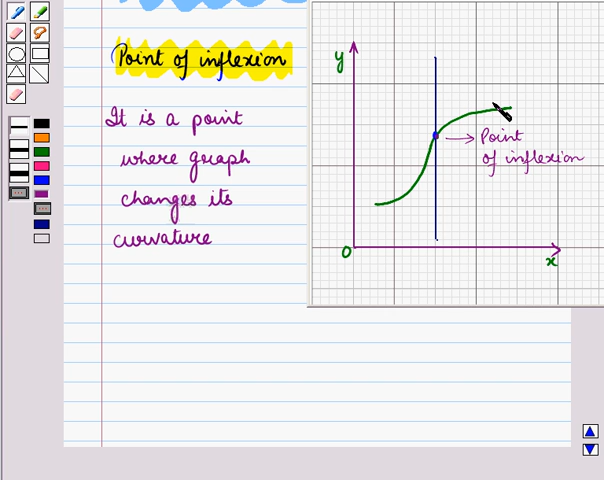 Point of inflexion
It is a point
where graph
changes its
curvature
y
Point
of inflexion
0
x